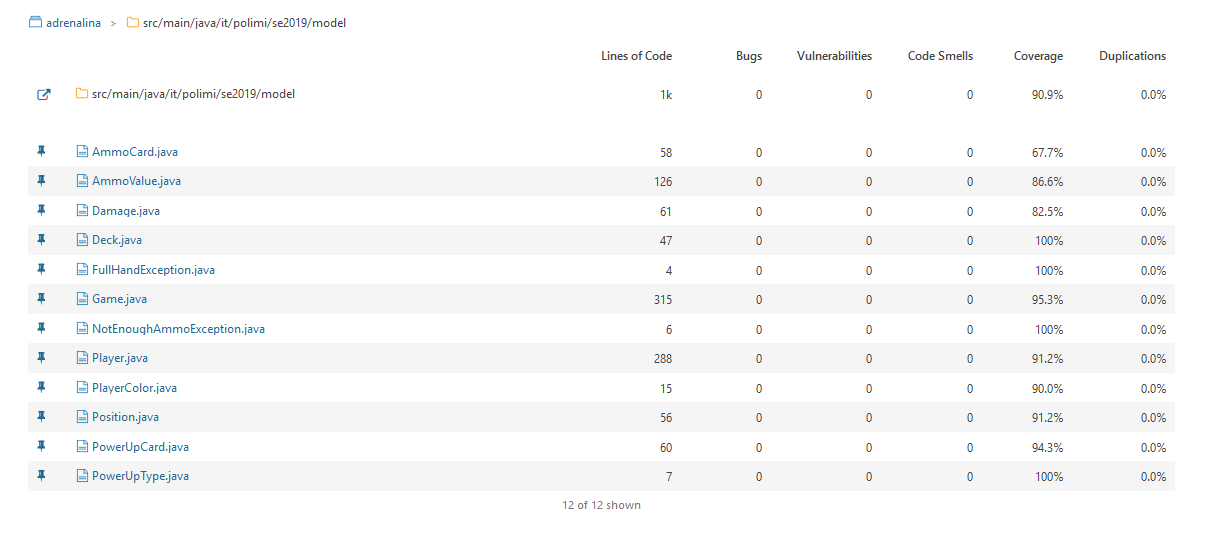 adrenalina > src/main/java/it/polimi/se2019/model
Lines of Code Bugs Vulnerabilities Code Smells Coverage Duplications
src/main/java/it/polimi/se2019/model 1k 0 0 0 90.9% 0.0%
AmmoCard.java 58 0 0 0 67.7% 0.0%
AmmoValue.java 126 0 0 0 86.6% 0.0%
Damage.java 61 0 0 0 82.5% 0.0%
Deck.java 47 0 0 0 100% 0.0%
FullHandException.java 4 0 0 0 100% 0.0%
Game.java 315 0 0 0 95.3% 0.0%
NotEnoughAmmoException.java 6 0 0 0 100% 0.0%
Player.java 288 0 0 0 91.2% 0.0%
PlayerColor.java 15 0 0 0 90.0% 0.0%
Position.java 56 0 0 0 91.2% 0.0%
PowerUpCard.java 60 0 0 0 94.3% 0.0%
PowerUpType.java 7 0 0 0 100% 0.0%
12 of 12 shown